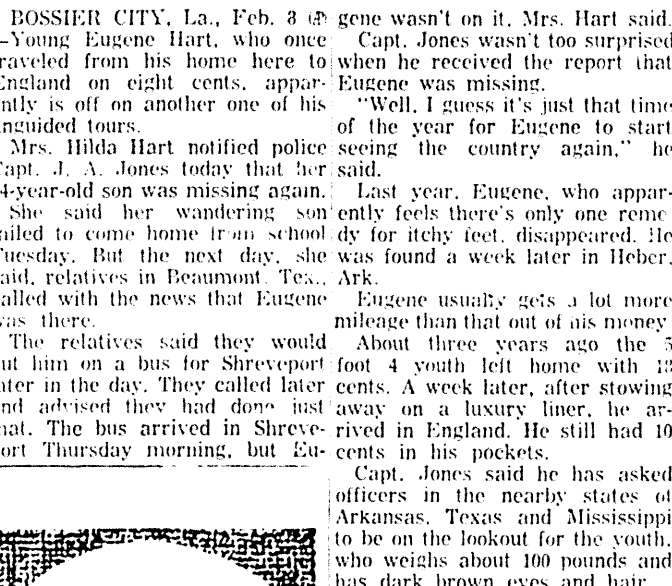 BOSSIER CITY, La., Feb. 3 (AP)
—Young Eugene Hart, who once
traveled from his home here to
England on eight cents, appar-
ently is off on another one of his
unguided tours.
Mrs. Hilda Hart notified police
Capt. J. A. Jones today that her
4-year-old son was missing again.
She said her wandering son
failed to come home from school
Tuesday. But the next day, she
said, relatives in Beaumont, Tex.,
called with the news that Eugene
was there.
The relatives said they would
put him on a bus for Shreveport
later in the day. They called later
and advised they had done just
that. The bus arrived in Shreve-
port Thursday morning, but Eu-
gene wasn't on it, Mrs. Hart said.
Capt. Jones wasn't too surprised
when he received the report that
Eugene was missing.
"Well, I guess it's just that time
of the year for Eugene to start
seeing the country again," he
said.
Last year, Eugene, who appar-
ently feels there's only one reme-
dy for itchy feet, disappeared. He
was found a week later in Heber,
Ark.
Eugene usually gets a lot more
mileage than that out of his money
About three years ago the 5
foot 4 youth left home with 18
cents. A week later, after stowing
away on a luxury liner, he ar-
rived in England. He still had 10
cents in his pockets.
Capt. Jones said he has asked
officers in the nearby states of
Arkansas, Texas and Mississippi
to be on the lookout for the youth,
who weighs about 100 pounds and
has dark brown eyes and hair.